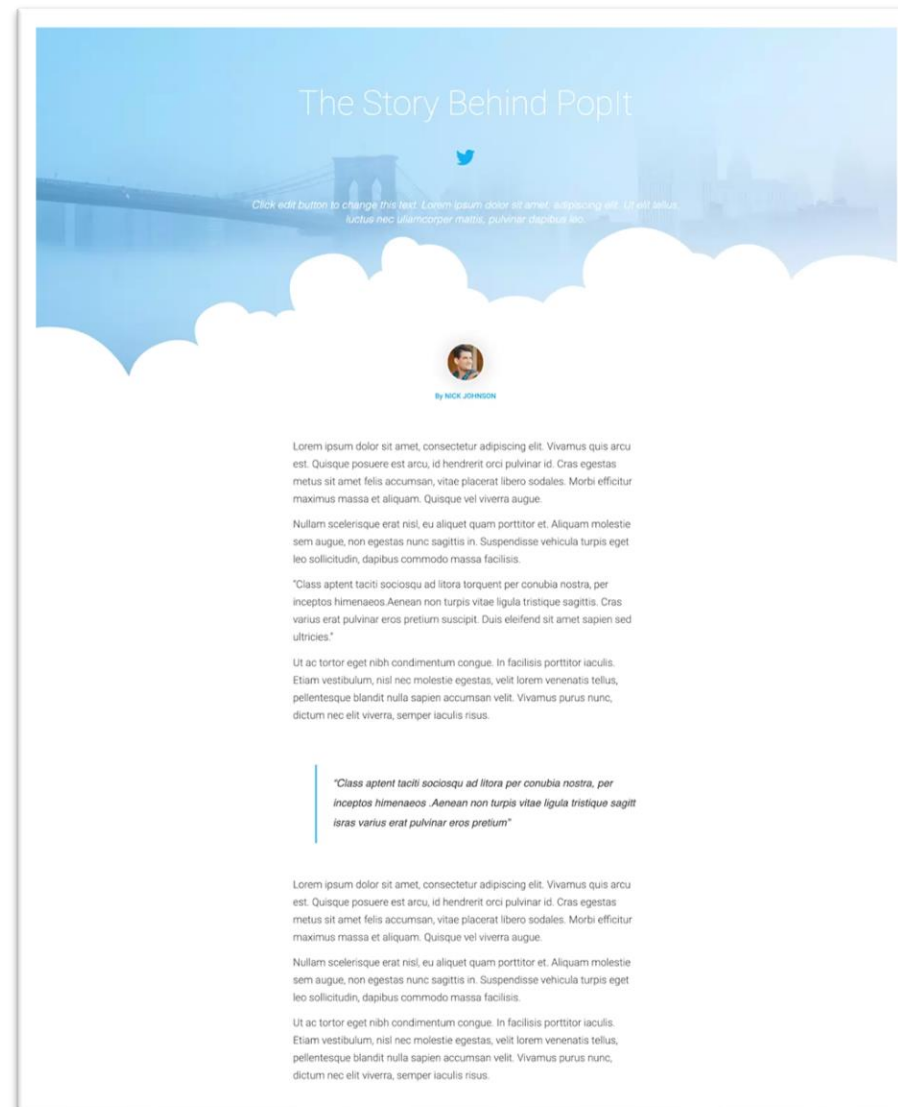 The Story Behind PopIt
Click edit button to change this text. Lorem ipsum dolor sit amet, adipiscing elit. Ut elit tellus,
luctus nec ullamcorper mattis, pulvinar dapibus leo.
By NICK JOHNSON
Lorem ipsum dolor sit amet, consectetur adipiscing elit. Vivamus quis arcu
est. Quisque posuere est arcu, id hendrerit orci pulvinar id. Cras egestas
metus sit amet felis accumsan, vitae placerat libero sodales. Morbi efficitur
maximus massa et aliquam. Quisque vel viverra augue.
Nullam scelerisque erat nisl, eu aliquet quam porttitor et. Aliquam molestie
sem augue, non egestas nunc sagittis in. Suspendisse vehicula turpis eget
leo sollicitudin, dapibus commodo massa facilisis.
"Class aptent taciti sociosqu ad litora torquent per conubia nostra, per
inceptos himenaeos.Aenean non turpis vitae ligula tristique sagittis. Cras
varius erat pulvinar eros pretium suscipit. Duis eleifend sit amet sapien sed
ultricies."
Ut ac tortor eget nibh condimentum congue. In facilisis porttitor iaculis.
Etiam vestibulum, nisl nec molestie egestas, velit lorem venenatis tellus,
pellentesque blandit nulla sapien accumsan velit. Vivamus purus nunc,
dictum nec elit viverra, semper iaculis risus.
"Class aptent taciti sociosqu ad litora per conubia nostra, per
inceptos himenaeos .Aenean non turpis vitae ligula tristique sagitt
isras varius erat pulvinar eros pretium"
Lorem ipsum dolor sit amet, consectetur adipiscing elit. Vivamus quis arcu
est. Quisque posuere est arcu, id hendrerit orci pulvinar id. Cras egestas
metus sit amet felis accumsan, vitae placerat libero sodales. Morbi efficitur
maximus massa et aliquam. Quisque vel viverra augue.
Nullam scelerisque erat nisl, eu aliquet quam porttitor et. Aliquam molestie
sem augue, non egestas nunc sagittis in. Suspendisse vehicula turpis eget
leo sollicitudin, dapibus commodo massa facilisis.
Ut ac tortor eget nibh condimentum congue. In facilisis porttitor iaculis.
Etiam vestibulum, nisl nec molestie egestas, velit lorem venenatis tellus,
pellentesque blandit nulla sapien accumsan velit. Vivamus purus nunc,
dictum nec elit viverra, semper iaculis risus.